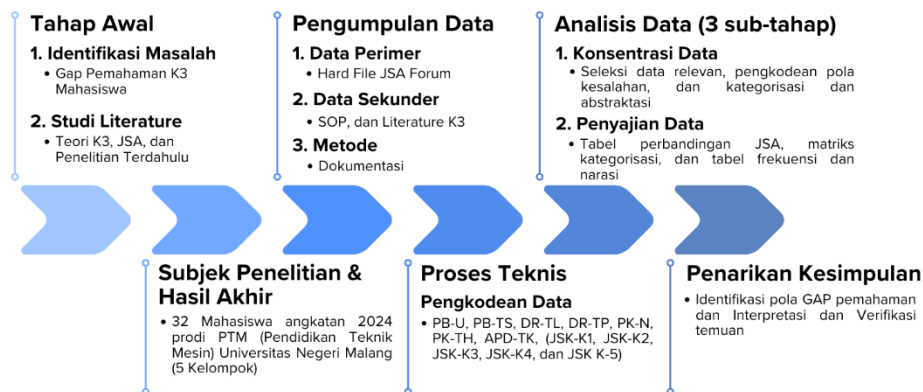 Tahap Awal
1. Identifikasi Masalah
• Gap Pemahaman K3
Mahasiswa
2. Studi Literature
• Teori K3, JSA, dan
Penelitian Terdahulu
Pengumpulan Data
1. Data Perimer
• Hard File JSA Forum
2. Data Sekunder
• SOP, dan Literature K3
3. Metode
• Dokumentasi
Analisis Data (3 sub-tahap)
1. Konsentrasi Data
• Seleksi data relevan, pengkodean pola
kesalahan, dan kategorisasi dan
abstraktasi
2. Penyajian Data
• Tabel perbandingan JSA, matriks
kategorisasi, dan tabel frekuensi dan
narasi
Subjek Penelitian &
Hasil Akhir
• 32 Mahasiswa angkatan 2024
prodi PTM (Pendidikan Teknik
Mesin) Universitas Negeri Malang
(5 Kelompok)
Proses Teknis
Pengkodean Data
• PB-U, PB-TS, DR-TL, DR-TP, PK-N,
PK-TH, APD-TK, (JSK-K1, JSK-K2,
JSK-K3, JSK-K4, dan JSK K-5)
Penarikan Kesimpulan
• Identifikasi pola GAP pemahaman
dan Interpretasi dan Verifikasi
temuan